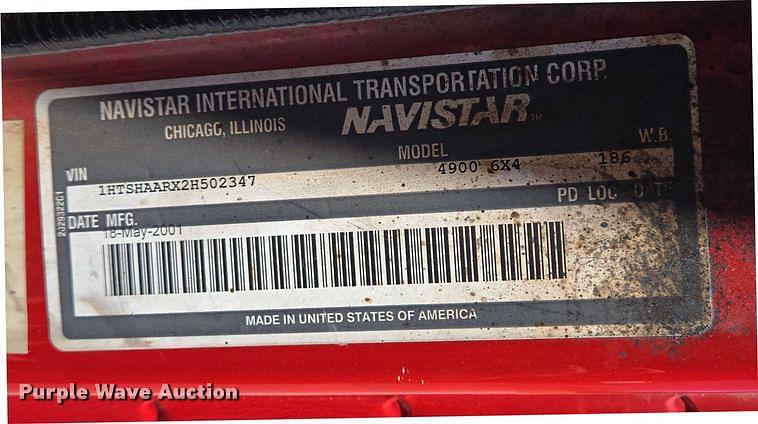 NAVISTAR INTERNATIONAL TRANSPORTATION CORP.
CHICAGO, ILLINOIS NAVISTAR™
VIN MODEL W.B.
1HTSHAARX2H502347 4900 6X4 186
DATE MFG. PD LOC DATE
18-May-2001
MADE IN UNITED STATES OF AMERICA
Purple Wave Auction